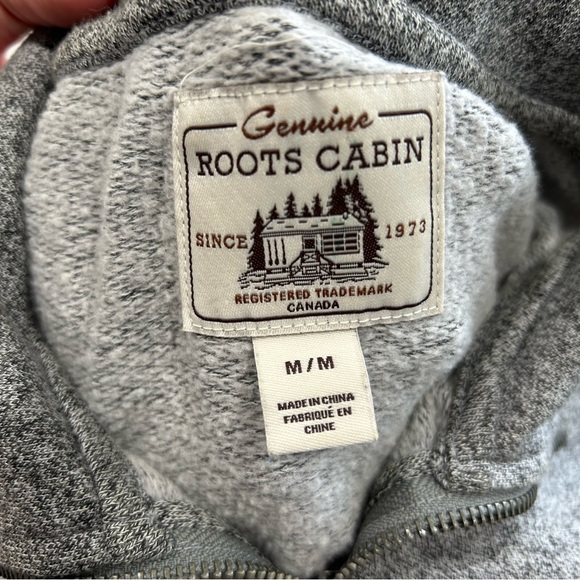 Genuine
ROOTS CABIN
SINCE 1973
REGISTERED TRADEMARK
CANADA
M/M
MADE IN CHINA
FABRIQUÉ EN
CHINE